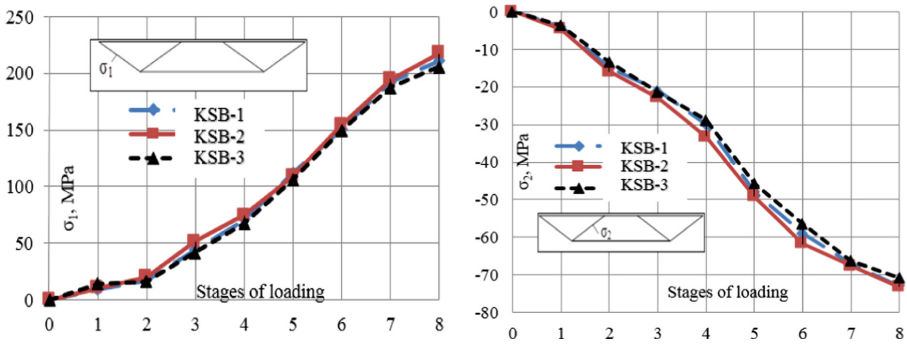 250
200
150
100
50
0
σ₁, MPa
σ₁
KSB-1
KSB-2
KSB-3
Stages of loading
0 1 2 3 4 5 6 7 8
0
-10
-20
-30
-40
-50
-60
-70
-80
σ₂, MPa
KSB-1
KSB-2
KSB-3
σ₂
Stages of loading
0 1 2 3 4 5 6 7 8